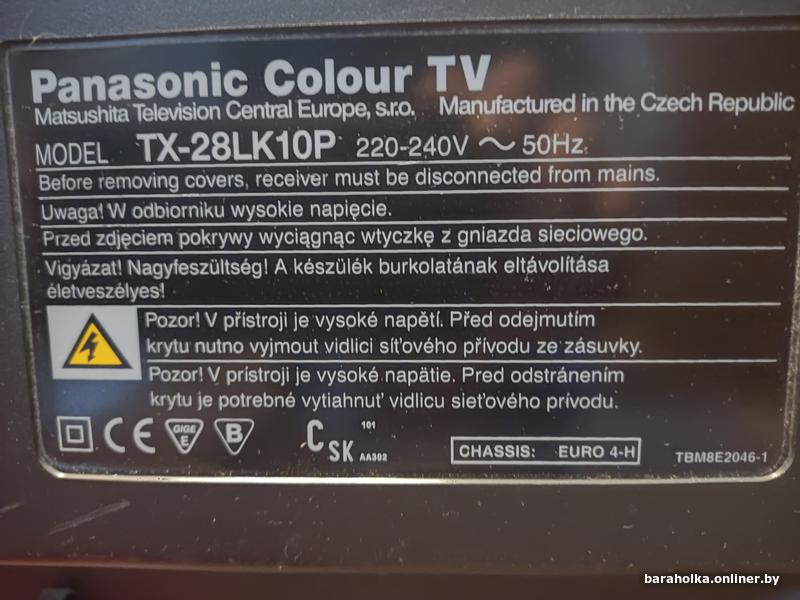 Panasonic Colour TV
Matsushita Television Central Europe, s.r.o. Manufactured in the Czech Republic
MODEL TX-28LK10P 220-240V ~ 50Hz.
Before removing covers, receiver must be disconnected from mains.
Uwaga! W odbiorniku wysokie napięcie.
Przed zdjęciem pokrywy wyciągnąc wtyczkę z gniazda sieciowego.
Vigyázat! Nagyfeszültség! A készülék burkolatának eltávolítása
életveszélyes!
Pozor! V přístroji je vysoké napětí. Před odejmutím
krytu nutno vyjmout vidlici síťového přívodu ze zásuvky.
Pozor! V prístroji je vysoké napätie. Pred odstránením
krytu je potrebné vytiahnuť vidlicu sieťového prívodu.
CE GIGE E B CSK 101 AA302 CHASSIS: EURO 4-H TBM8E2046-1
baraholka.onliner.by